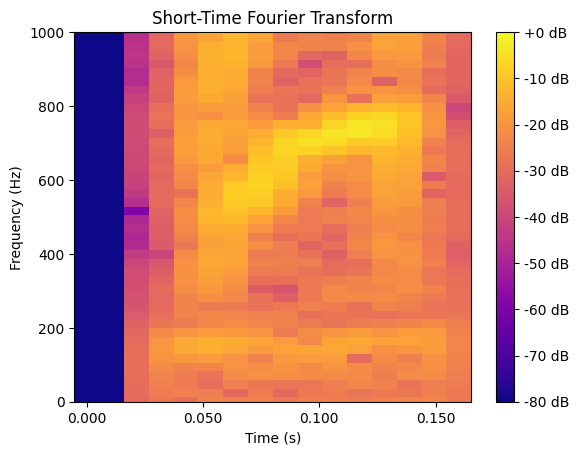 Short-Time Fourier Transform
1000
800
600
400
200
0
Frequency (Hz)
0.000
0.050
0.100
0.150
Time (s)
+0 dB
-10 dB
-20 dB
-30 dB
-40 dB
-50 dB
-60 dB
-70 dB
-80 dB